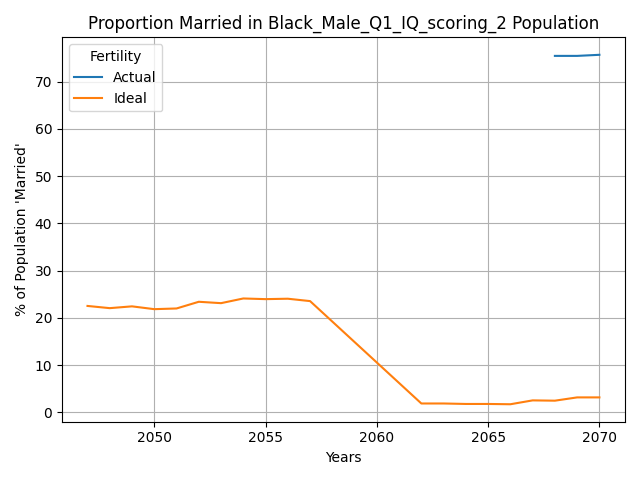 Proportion Married in Black_Male_Q1_IQ_scoring_2 Population
Fertility
Actual
Ideal
% of Population 'Married'
70
60
50
40
30
20
10
0
2050
2055
2060
2065
2070
Years